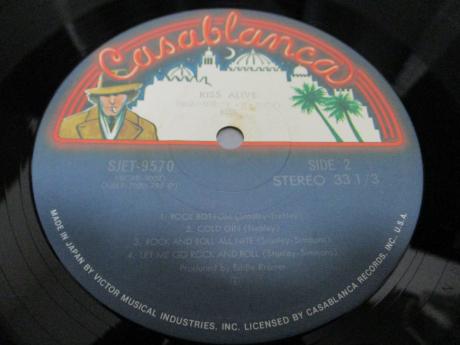 Casablanca
KISS ALIVE
SJET-9570
SIDE 2
STEREO 33 1/3
1. ROCK BOTTOM (Stanley-Frehley)
2. COLD GIN (Frehley)
3. ROCK AND ROLL ALL NITE (Stanley-Simmons)
4. LET ME GO ROCK AND ROLL (Stanley-Simmons)
Produced by Eddie Kramer
MADE IN JAPAN BY VICTOR MUSICAL INDUSTRIES, INC. LICENSED BY CASABLANCA RECORDS, INC., U.S.A.